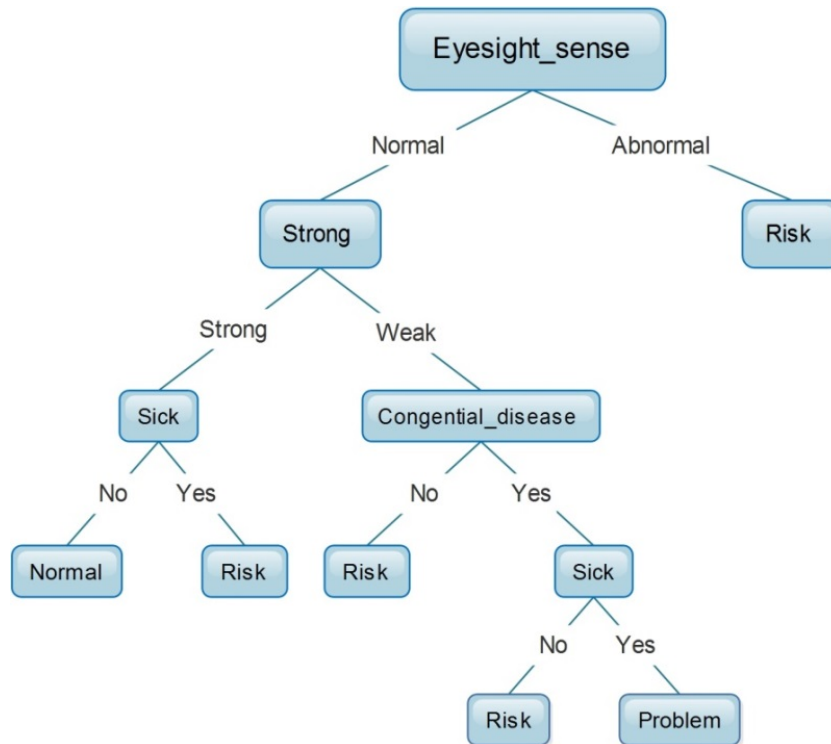 Eyesight_sense
Normal
Abnormal
Strong
Risk
Strong
Weak
Sick
Congential_disease
No
Yes
No
Yes
Normal
Risk
Risk
Sick
No
Yes
Risk
Problem